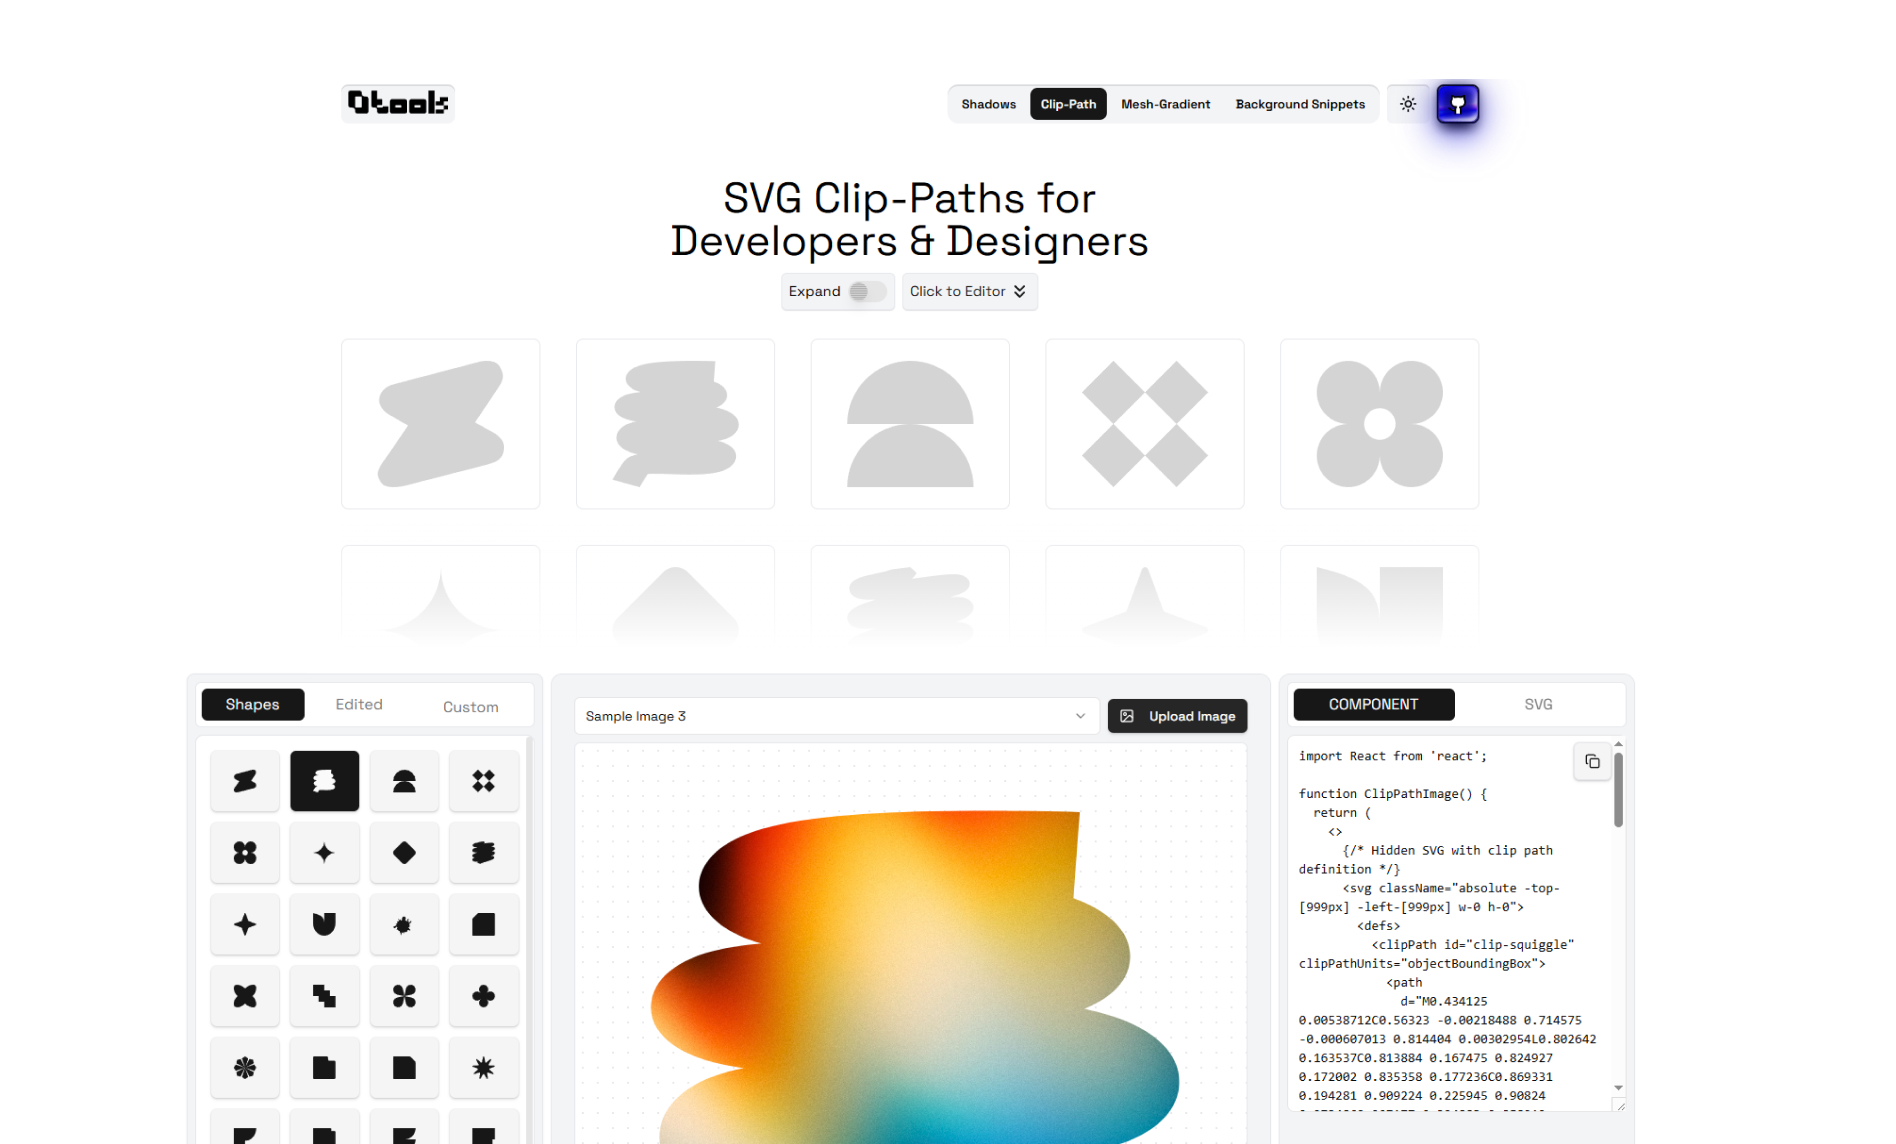 Qtools
Shadows Clip-Path Mesh-Gradient Background Snippets
SVG Clip-Paths for
Developers & Designers
Expand Click to Editor
Shapes Edited Custom
Sample Image 3 Upload Image
COMPONENT SVG
import React from 'react';
function ClipPathImage() {
return (
<>
{/* Hidden SVG with clip path
definition */}
<svg className="absolute -top-
[999px] -left-[999px] w-0 h-0">
<defs>
<clipPath id="clip-squiggle"
clipPathUnits="objectBoundingBox">
<path
d="M0.434125
0.00538712C0.56323 -0.00218488 0.714575
-0.000607013 0.814404 0.00302954L0.802642
0.163537C0.813884 0.167475 0.824927
0.172002 0.835358 0.177236C0.869331
0.194281 0.909224 0.225945 0.90824